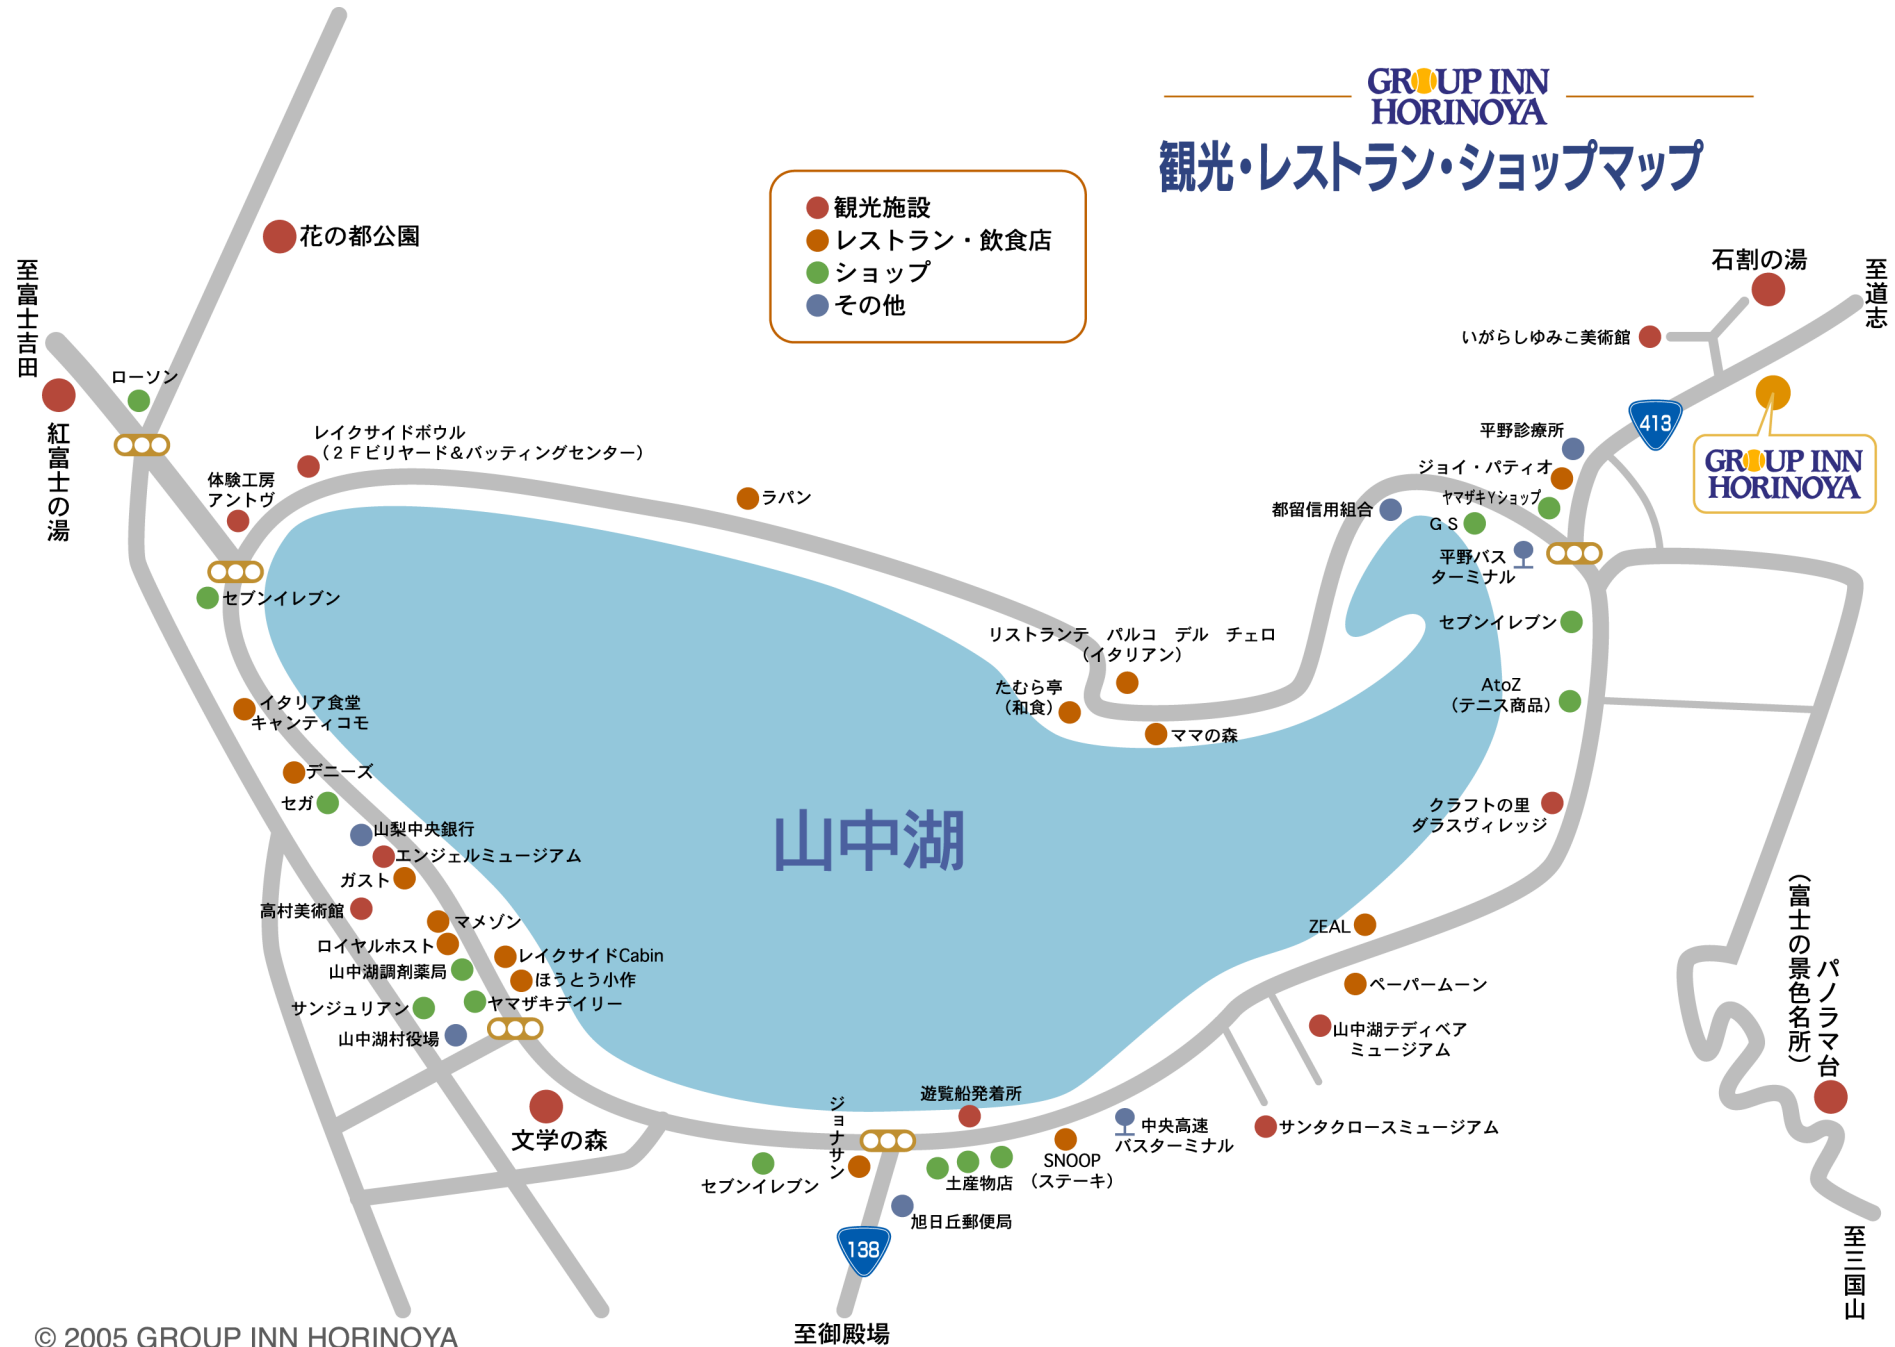 GROUP INN
HORINOYA
観光・レストラン・ショップマップ
観光施設
レストラン・飲食店
ショップ
その他
花の都公園
至富士吉田
ローソン
紅富士の湯
レイクサイドボウル
（２Ｆビリヤード＆バッティングセンター）
体験工房
アントヴ
セブンイレブン
ラパン
石割の湯
至道志
いがらしゆみこ美術館
413
GROUP INN
HORINOYA
平野診療所
ジョイ・パティオ
ヤマザキＹショップ
ＧＳ
都留信用組合
平野バス
ターミナル
セブンイレブン
リストランテ　パルコ　デル　チェロ
（イタリアン）
たむら亭
（和食）
ママの森
AtoZ
（テニス商品）
イタリア食堂
キャンティコモ
デニーズ
セガ
山梨中央銀行
エンジェルミュージアム
ガスト
高村美術館
マメゾン
ロイヤルホスト
山中湖調剤薬局
レイクサイドCabin
ほうとう小作
ヤマザキデイリー
サンジュリアン
山中湖村役場
山中湖
クラフトの里
ダラスヴィレッジ
ZEAL
ペーパームーン
山中湖テディベア
ミュージアム
パノラマ台
（富士の景色名所）
文学の森
遊覧船発着所
ジョナサン
セブンイレブン
土産物店
SNOOP
（ステーキ）
中央高速
バスターミナル
サンタクロースミュージアム
旭日丘郵便局
138
至御殿場
至三国山
© 2005 GROUP INN HORINOYA